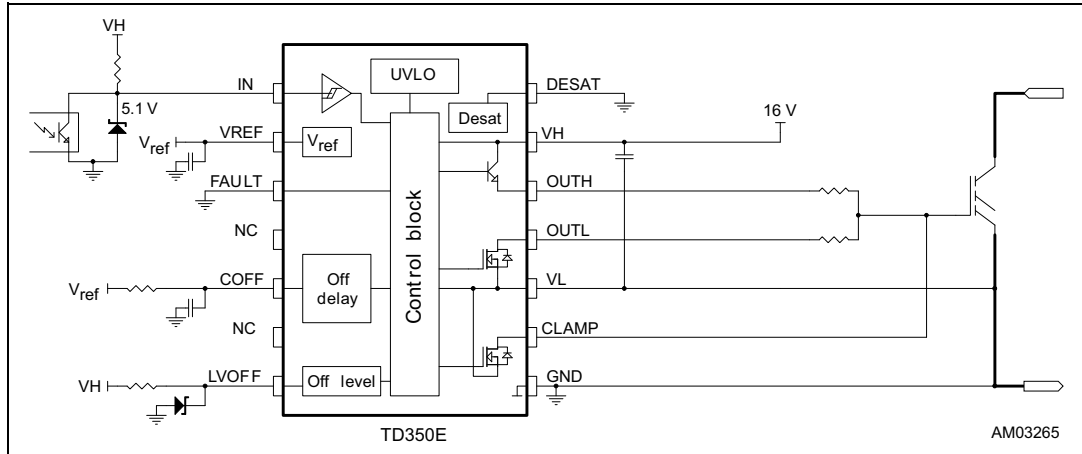 VH
IN
5.1 V
Vref
VREF
FAULT
NC
Vref
COFF
NC
VH
LVOFF
UVLO
Desat
Vref
Control block
Off delay
Off level
DESAT
VH
16 V
OUTH
OUTL
VL
CLAMP
GND
TD350E
AM03265